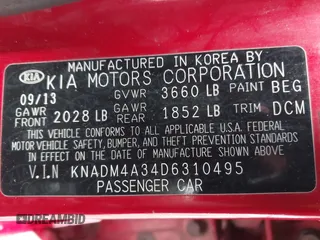 MANUFACTURED IN KOREA BY
KIA KIA MOTORS CORPORATION
09/13 GVWR 3660 LB PAINT BEG
GAWR FRONT 2028 LB GAWR REAR 1852 LB TRIM DCM
THIS VEHICLE CONFORMS TO ALL APPLICABLE U.S. FEDERAL
MOTOR VEHICLE SAFETY, BUMPER, AND THEFT PREVENTION
STANDARDS IN EFFECT ON THE DATE OF MANUFACTURE SHOWN ABOVE.
V.I.N KNADM4A34D6310495
PASSENGER CAR
DREAMBID